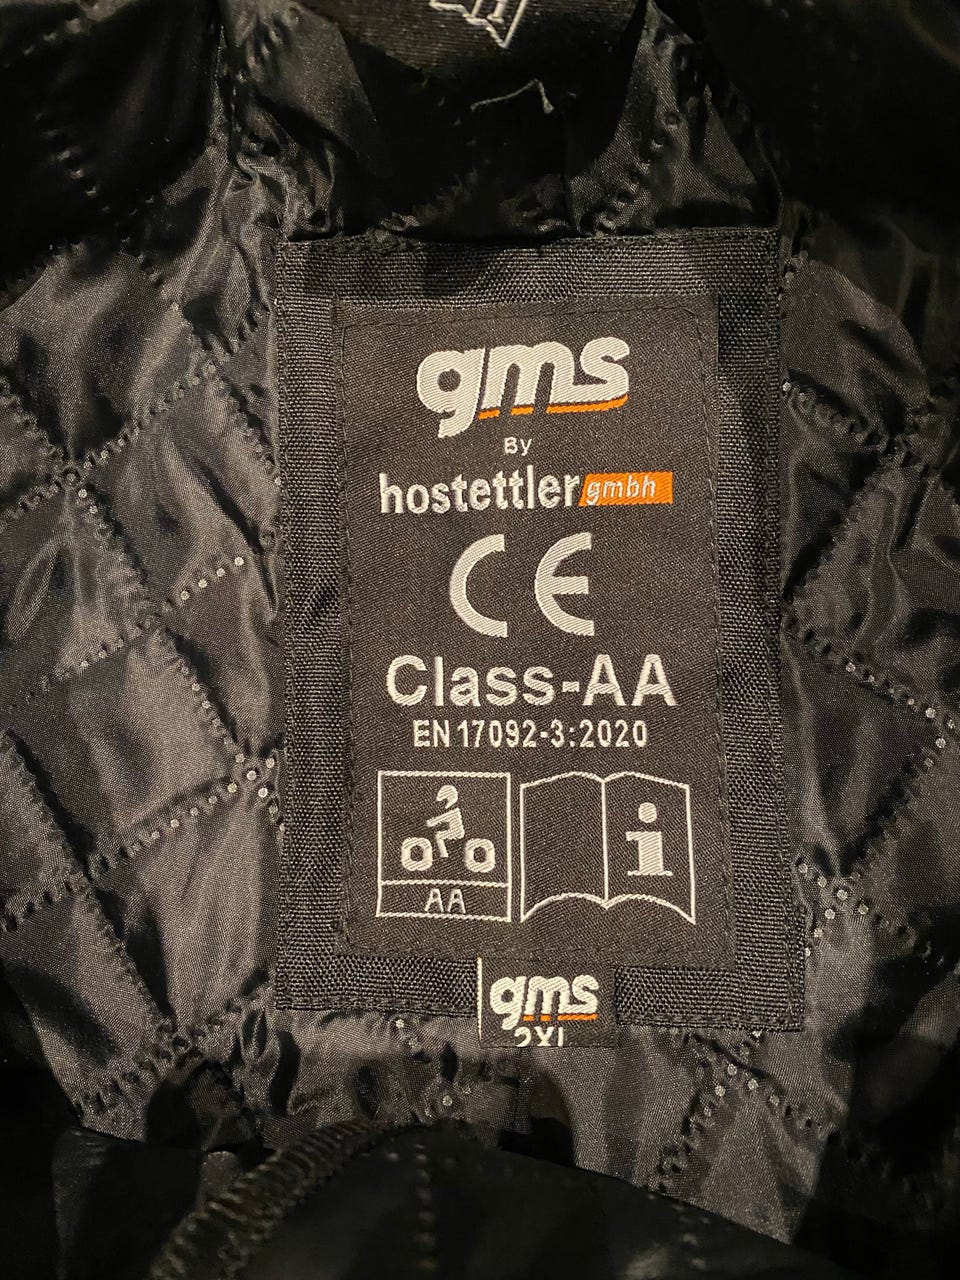 gms
By
hostettler gmbh
CE
Class-AA
EN 17092-3:2020
AA
i
gms
2XL